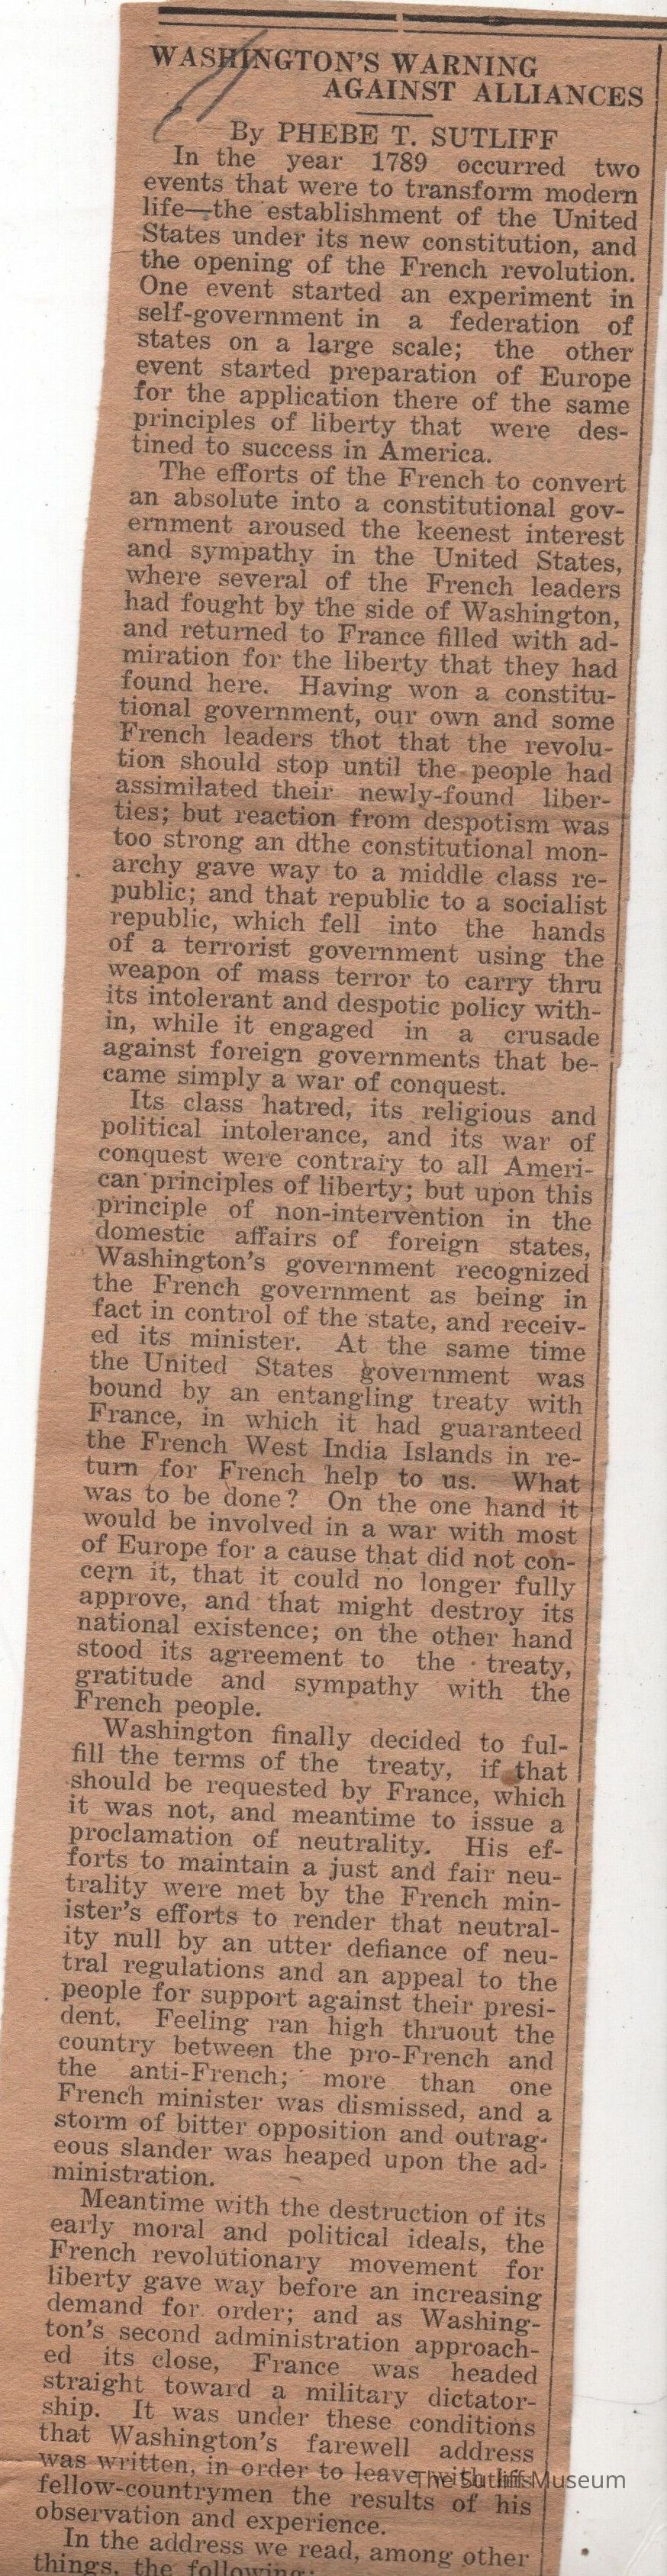 WASHINGTON'S WARNING
AGAINST ALLIANCES
By PHEBE T. SUTLIFF
In the year 1789 occurred two
events that were to transform modern
life—the establishment of the United
States under its new constitution, and
the opening of the French revolution.
One event started an experiment in
self-government in a federation of
states on a large scale; the other
event started preparation of Europe
for the application there of the same
principles of liberty that were des-
tined to success in America.
The efforts of the French to convert
an absolute into a constitutional gov-
ernment aroused the keenest interest
and sympathy in the United States,
where several of the French leaders
had fought by the side of Washington,
and returned to France filled with ad-
miration for the liberty that they had
found here. Having won a constitu-
tional government, our own and some
French leaders thot that the revolu-
tion should stop until the people had
assimilated their newly-found liber-
ties; but reaction from despotism was
too strong an dthe constitutional mon-
archy gave way to a middle class re-
public; and that republic to a socialist
republic, which fell into the hands
of a terrorist government using the
weapon of mass terror to carry thru
its intolerant and despotic policy with-
in, while it engaged in a crusade
against foreign governments that be-
came simply a war of conquest.
Its class hatred, its religious and
political intolerance, and its war of
conquest were contrary to all Ameri-
can principles of liberty; but upon this
principle of non-intervention in the
domestic affairs of foreign states,
Washington's government recognized
the French government as being in
fact in control of the state, and receiv-
ed its minister. At the same time
the United States government was
bound by an entangling treaty with
France, in which it had guaranteed
the French West India Islands in re-
turn for French help to us. What
was to be done? On the one hand it
would be involved in a war with most
of Europe for a cause that did not con-
cern it, that it could no longer fully
approve, and that might destroy its
national existence; on the other hand
stood its agreement to the treaty,
gratitude and sympathy with the
French people.
Washington finally decided to ful-
fill the terms of the treaty, if that
should be requested by France, which
it was not, and meantime to issue a
proclamation of neutrality. His ef-
forts to maintain a just and fair neu-
trality were met by the French min-
ister's efforts to render that neutral-
ity null by an utter defiance of neu-
tral regulations and an appeal to the
people for support against their presi-
dent. Feeling ran high thruout the
country between the pro-French and
the anti-French; more than one
French minister was dismissed, and a
storm of bitter opposition and outrag-
eous slander was heaped upon the ad-
ministration.
Meantime with the destruction of its
early moral and political ideals, the
French revolutionary movement for
liberty gave way before an increasing
demand for order; and as Washing-
ton's second administration approach-
ed its close, France was headed
straight toward a military dictator-
ship. It was under these conditions
that Washington's farewell address
was written, in order to leave with his
fellow-countrymen the results of his
observation and experience.
In the address we read, among other
things, the following:
The Sutliff Museum